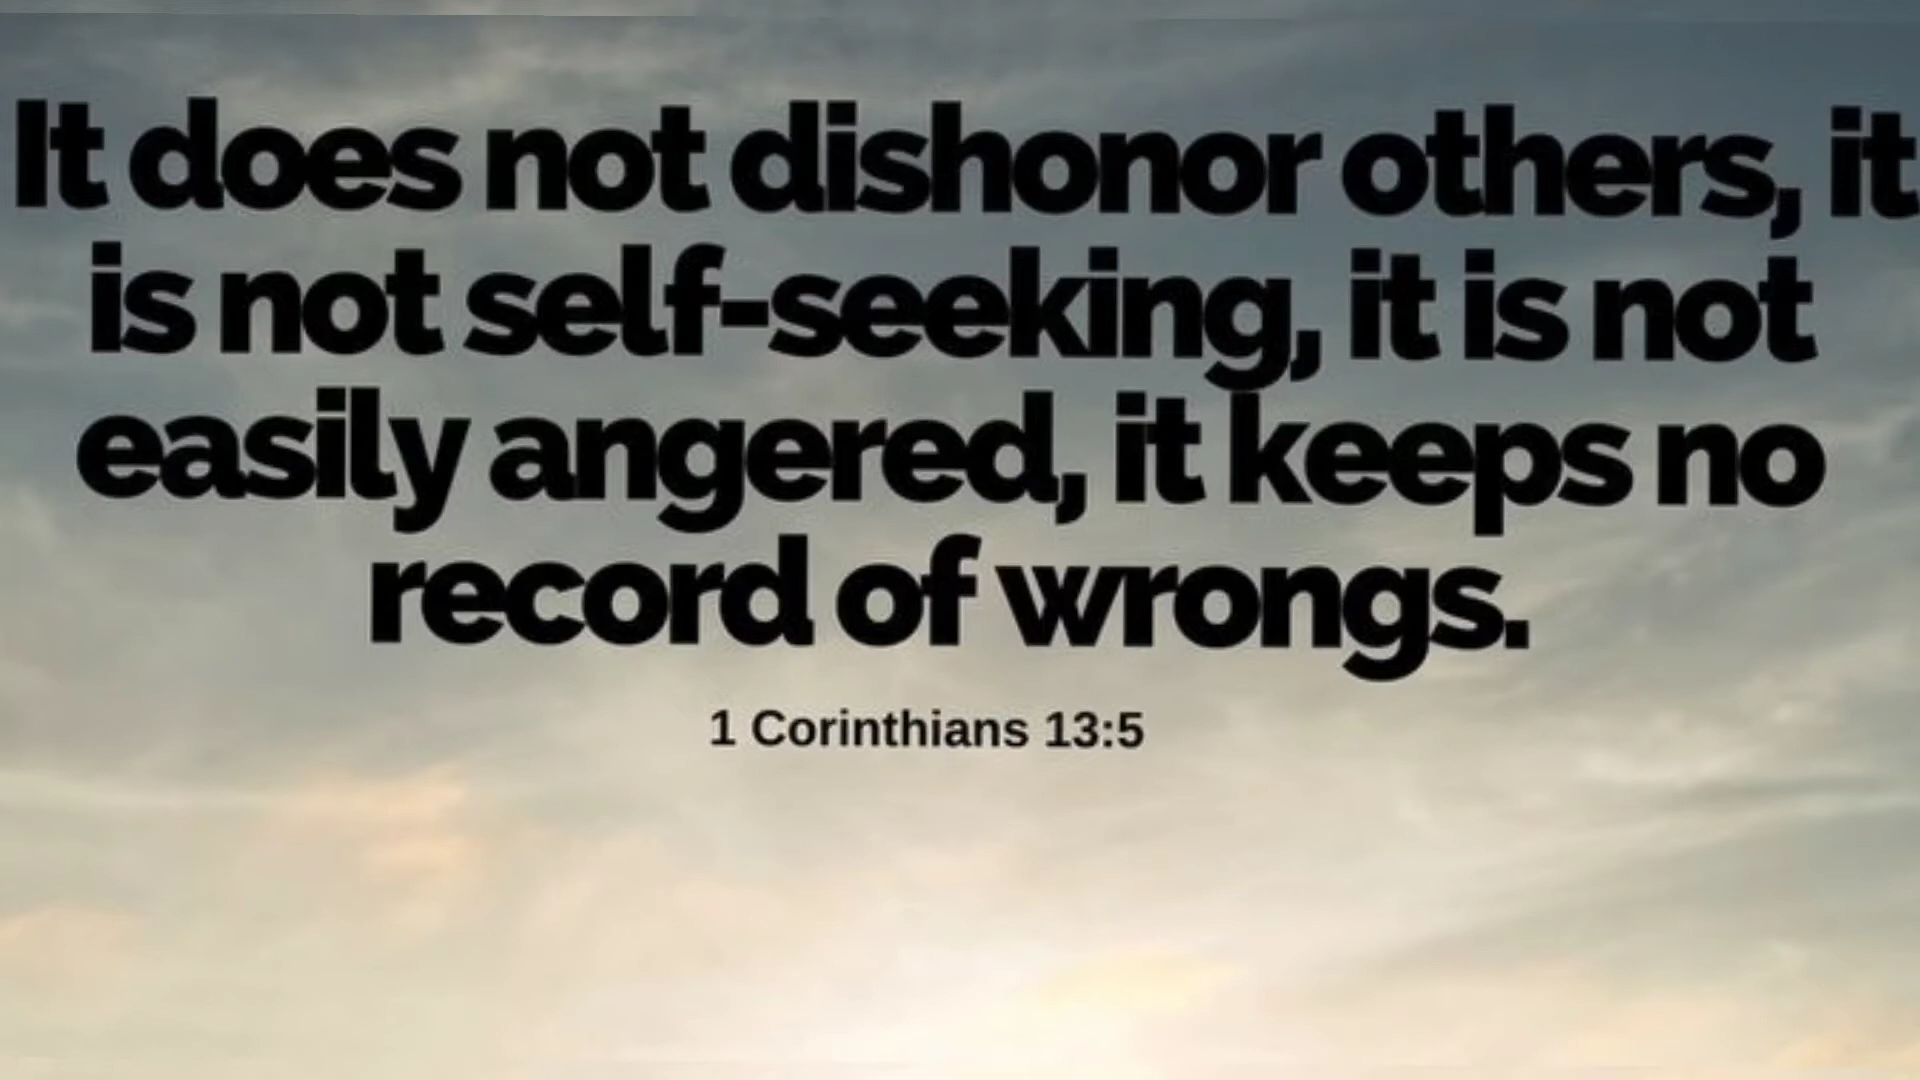 It does not dishonor others, it
is not self-seeking, it is not
easily angered, it keeps no
record of wrongs.
1 Corinthians 13:5